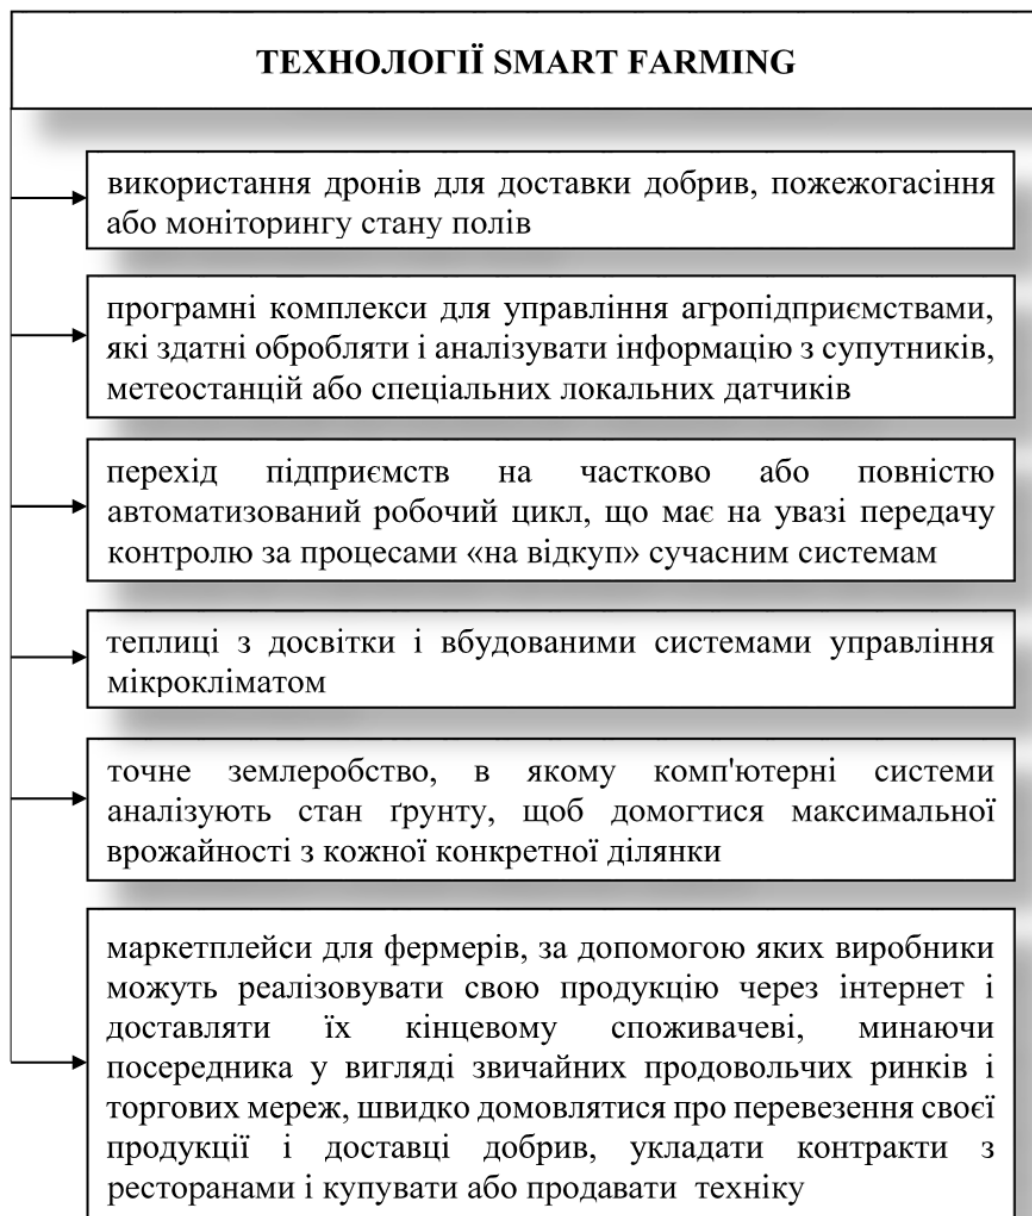 ТЕХНОЛОГІЇ SMART FARMING
використання дронів для доставки добрив, пожежогасіння
або моніторингу стану полів
програмні комплекси для управління агропідприємствами,
які здатні обробляти і аналізувати інформацію з супутників,
метеостанцій або спеціальних локальних датчиків
перехід підприємств на частково або повністю
автоматизований робочий цикл, що має на увазі передачу
контролю за процесами «на відкуп» сучасним системам
теплиці з досвітки і вбудованими системами управління
мікрокліматом
точне землеробство, в якому комп'ютерні системи
аналізують стан ґрунту, щоб домогтися максимальної
врожайності з кожної конкретної ділянки
маркетплейси для фермерів, за допомогою яких виробники
можуть реалізовувати свою продукцію через інтернет і
доставляти їх кінцевому споживачеві, минаючи
посередника у вигляді звичайних продовольчих ринків і
торгових мереж, швидко домовлятися про перевезення своєї
продукції і доставці добрив, укладати контракти з
ресторанами і купувати або продавати техніку